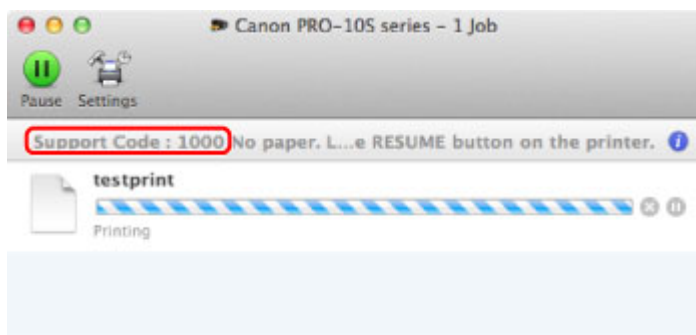 Canon PRO-10S series – 1 Job
Pause Settings
Support Code : 1000 No paper. L...e RESUME button on the printer.
testprint
Printing